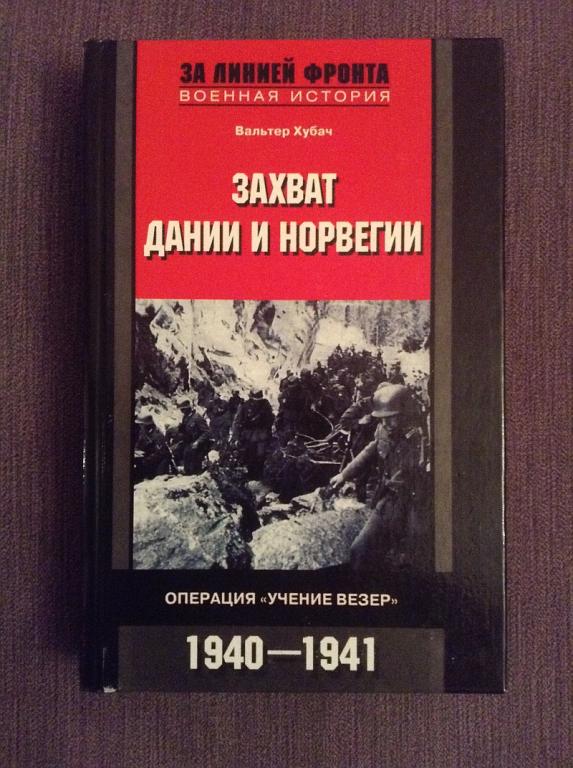 ЗА ЛИНИЕЙ ФРОНТА
ВОЕННАЯ ИСТОРИЯ
Вальтер Хубач
ЗАХВАТ
ДАНИИ И НОРВЕГИИ
ОПЕРАЦИЯ «УЧЕНИЕ ВЕЗЕР»
1940—1941